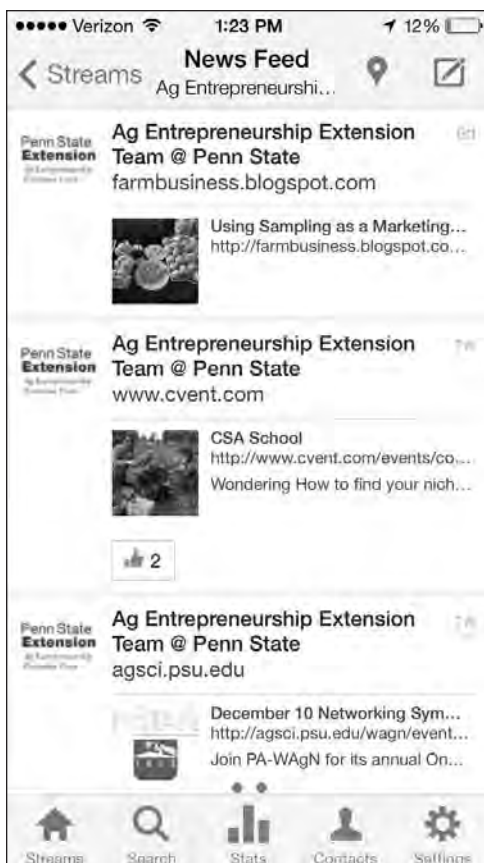 Verizon 1:23 PM 12%
Streams
News Feed
Ag Entrepreneurshi...
Penn State
Extension
Ag Entrepreneurship Extension
Team @ Penn State
farmbusiness.blogspot.com
6d
Using Sampling as a Marketing...
http://farmbusiness.blogspot.co...
Penn State
Extension
Ag Entrepreneurship Extension
Team @ Penn State
www.cvent.com
CSA School
http://www.cvent.com/events/co...
Wondering How to find your nich...
2
Penn State
Extension
Ag Entrepreneurship Extension
Team @ Penn State
agsci.psu.edu
December 10 Networking Sym...
http://agsci.psu.edu/wagn/event...
Join PA-WAgN for its annual On...
Streams Search Stats Contacts Settings